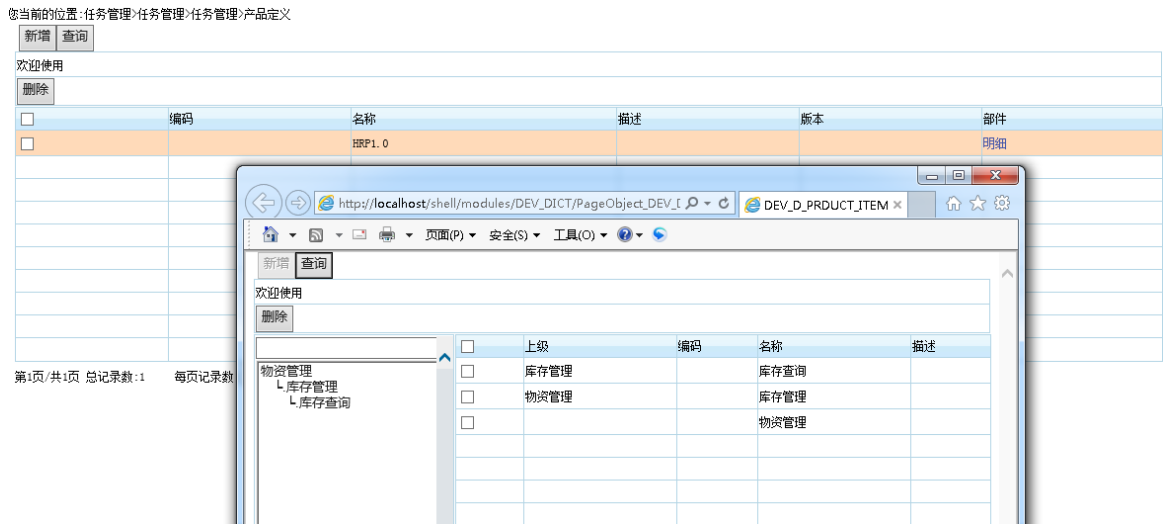 您当前的位置:任务管理>任务管理>任务管理>产品定义
新增 查询
欢迎使用
删除
编码 名称 描述 版本 部件
HRP1.0 明细
http://localhost/shell/modules/DEV_DICT/PageObject_DEV_ DEV_D_PRDUCT_ITEM
页面(P) 安全(S) 工具(O)
新增 查询
欢迎使用
删除
上级 编码 名称 描述
物资管理
库存管理
库存查询
库存管理 库存查询
物资管理 库存管理
物资管理
第1页/共1页 总记录数:1 每页记录数